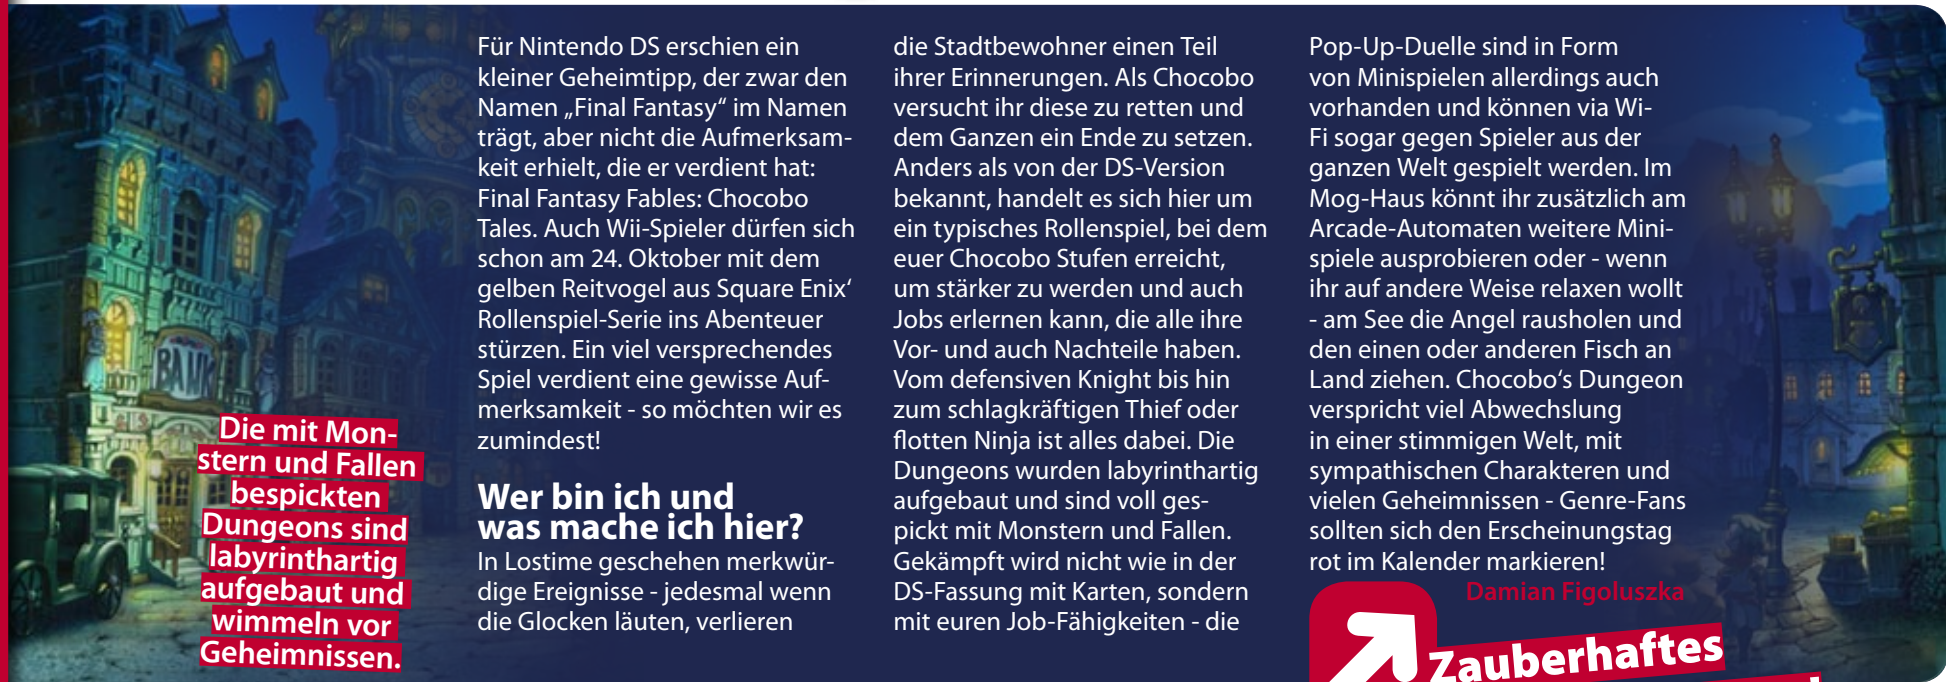 BANK
Die mit Mon-
stern und Fallen
bespickten
Dungeons sind
labyrinthartig
aufgebaut und
wimmeln vor
Geheimnissen.
Für Nintendo DS erschien ein
kleiner Geheimtipp, der zwar den
Namen „Final Fantasy“ im Namen
trägt, aber nicht die Aufmerksam-
keit erhielt, die er verdient hat:
Final Fantasy Fables: Chocobo
Tales. Auch Wii-Spieler dürfen sich
schon am 24. Oktober mit dem
gelben Reitvogel aus Square Enix‘
Rollenspiel-Serie ins Abenteuer
stürzen. Ein viel versprechendes
Spiel verdient eine gewisse Auf-
merksamkeit - so möchten wir es
zumindest!
Wer bin ich und
was mache ich hier?
In Lostime geschehen merkwür-
dige Ereignisse - jedesmal wenn
die Glocken läuten, verlieren
die Stadtbewohner einen Teil
ihrer Erinnerungen. Als Chocobo
versucht ihr diese zu retten und
dem Ganzen ein Ende zu setzen.
Anders als von der DS-Version
bekannt, handelt es sich hier um
ein typisches Rollenspiel, bei dem
euer Chocobo Stufen erreicht,
um stärker zu werden und auch
Jobs erlernen kann, die alle ihre
Vor- und auch Nachteile haben.
Vom defensiven Knight bis hin
zum schlagkräftigen Thief oder
flotten Ninja ist alles dabei. Die
Dungeons wurden labyrinthartig
aufgebaut und sind voll ges-
pickt mit Monstern und Fallen.
Gekämpft wird nicht wie in der
DS-Fassung mit Karten, sondern
mit euren Job-Fähigkeiten - die
Pop-Up-Duelle sind in Form
von Minispielen allerdings auch
vorhanden und können via Wi-
Fi sogar gegen Spieler aus der
ganzen Welt gespielt werden. Im
Mog-Haus könnt ihr zusätzlich am
Arcade-Automaten weitere Mini-
spiele ausprobieren oder - wenn
ihr auf andere Weise relaxen wollt
- am See die Angel rausholen und
den einen oder anderen Fisch an
Land ziehen. Chocobo‘s Dungeon
verspricht viel Abwechslung
in einer stimmigen Welt, mit
sympathischen Charakteren und
vielen Geheimnissen - Genre-Fans
sollten sich den Erscheinungstag
rot im Kalender markieren!
Damian Figoluszka
Zauberhaftes